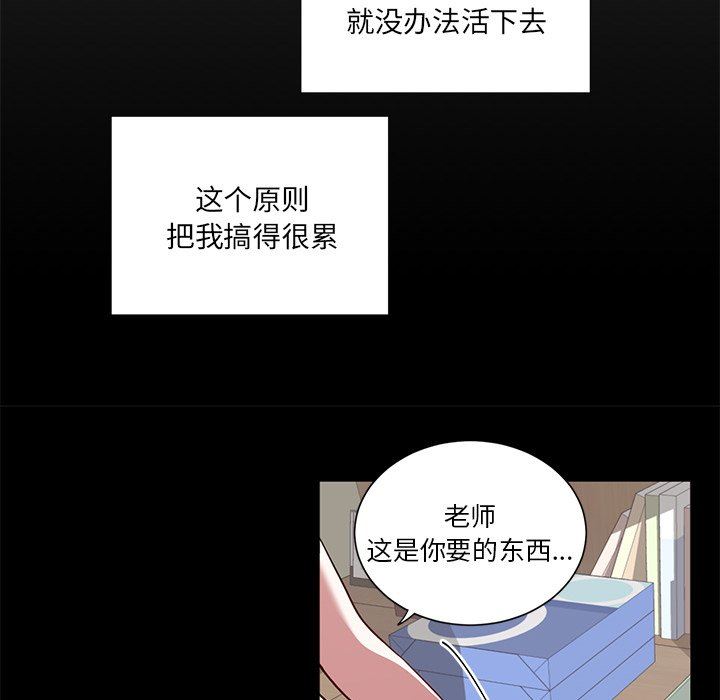 就没办法活下去
这个原则
把我搞得很累
老师
这是你要的东西...